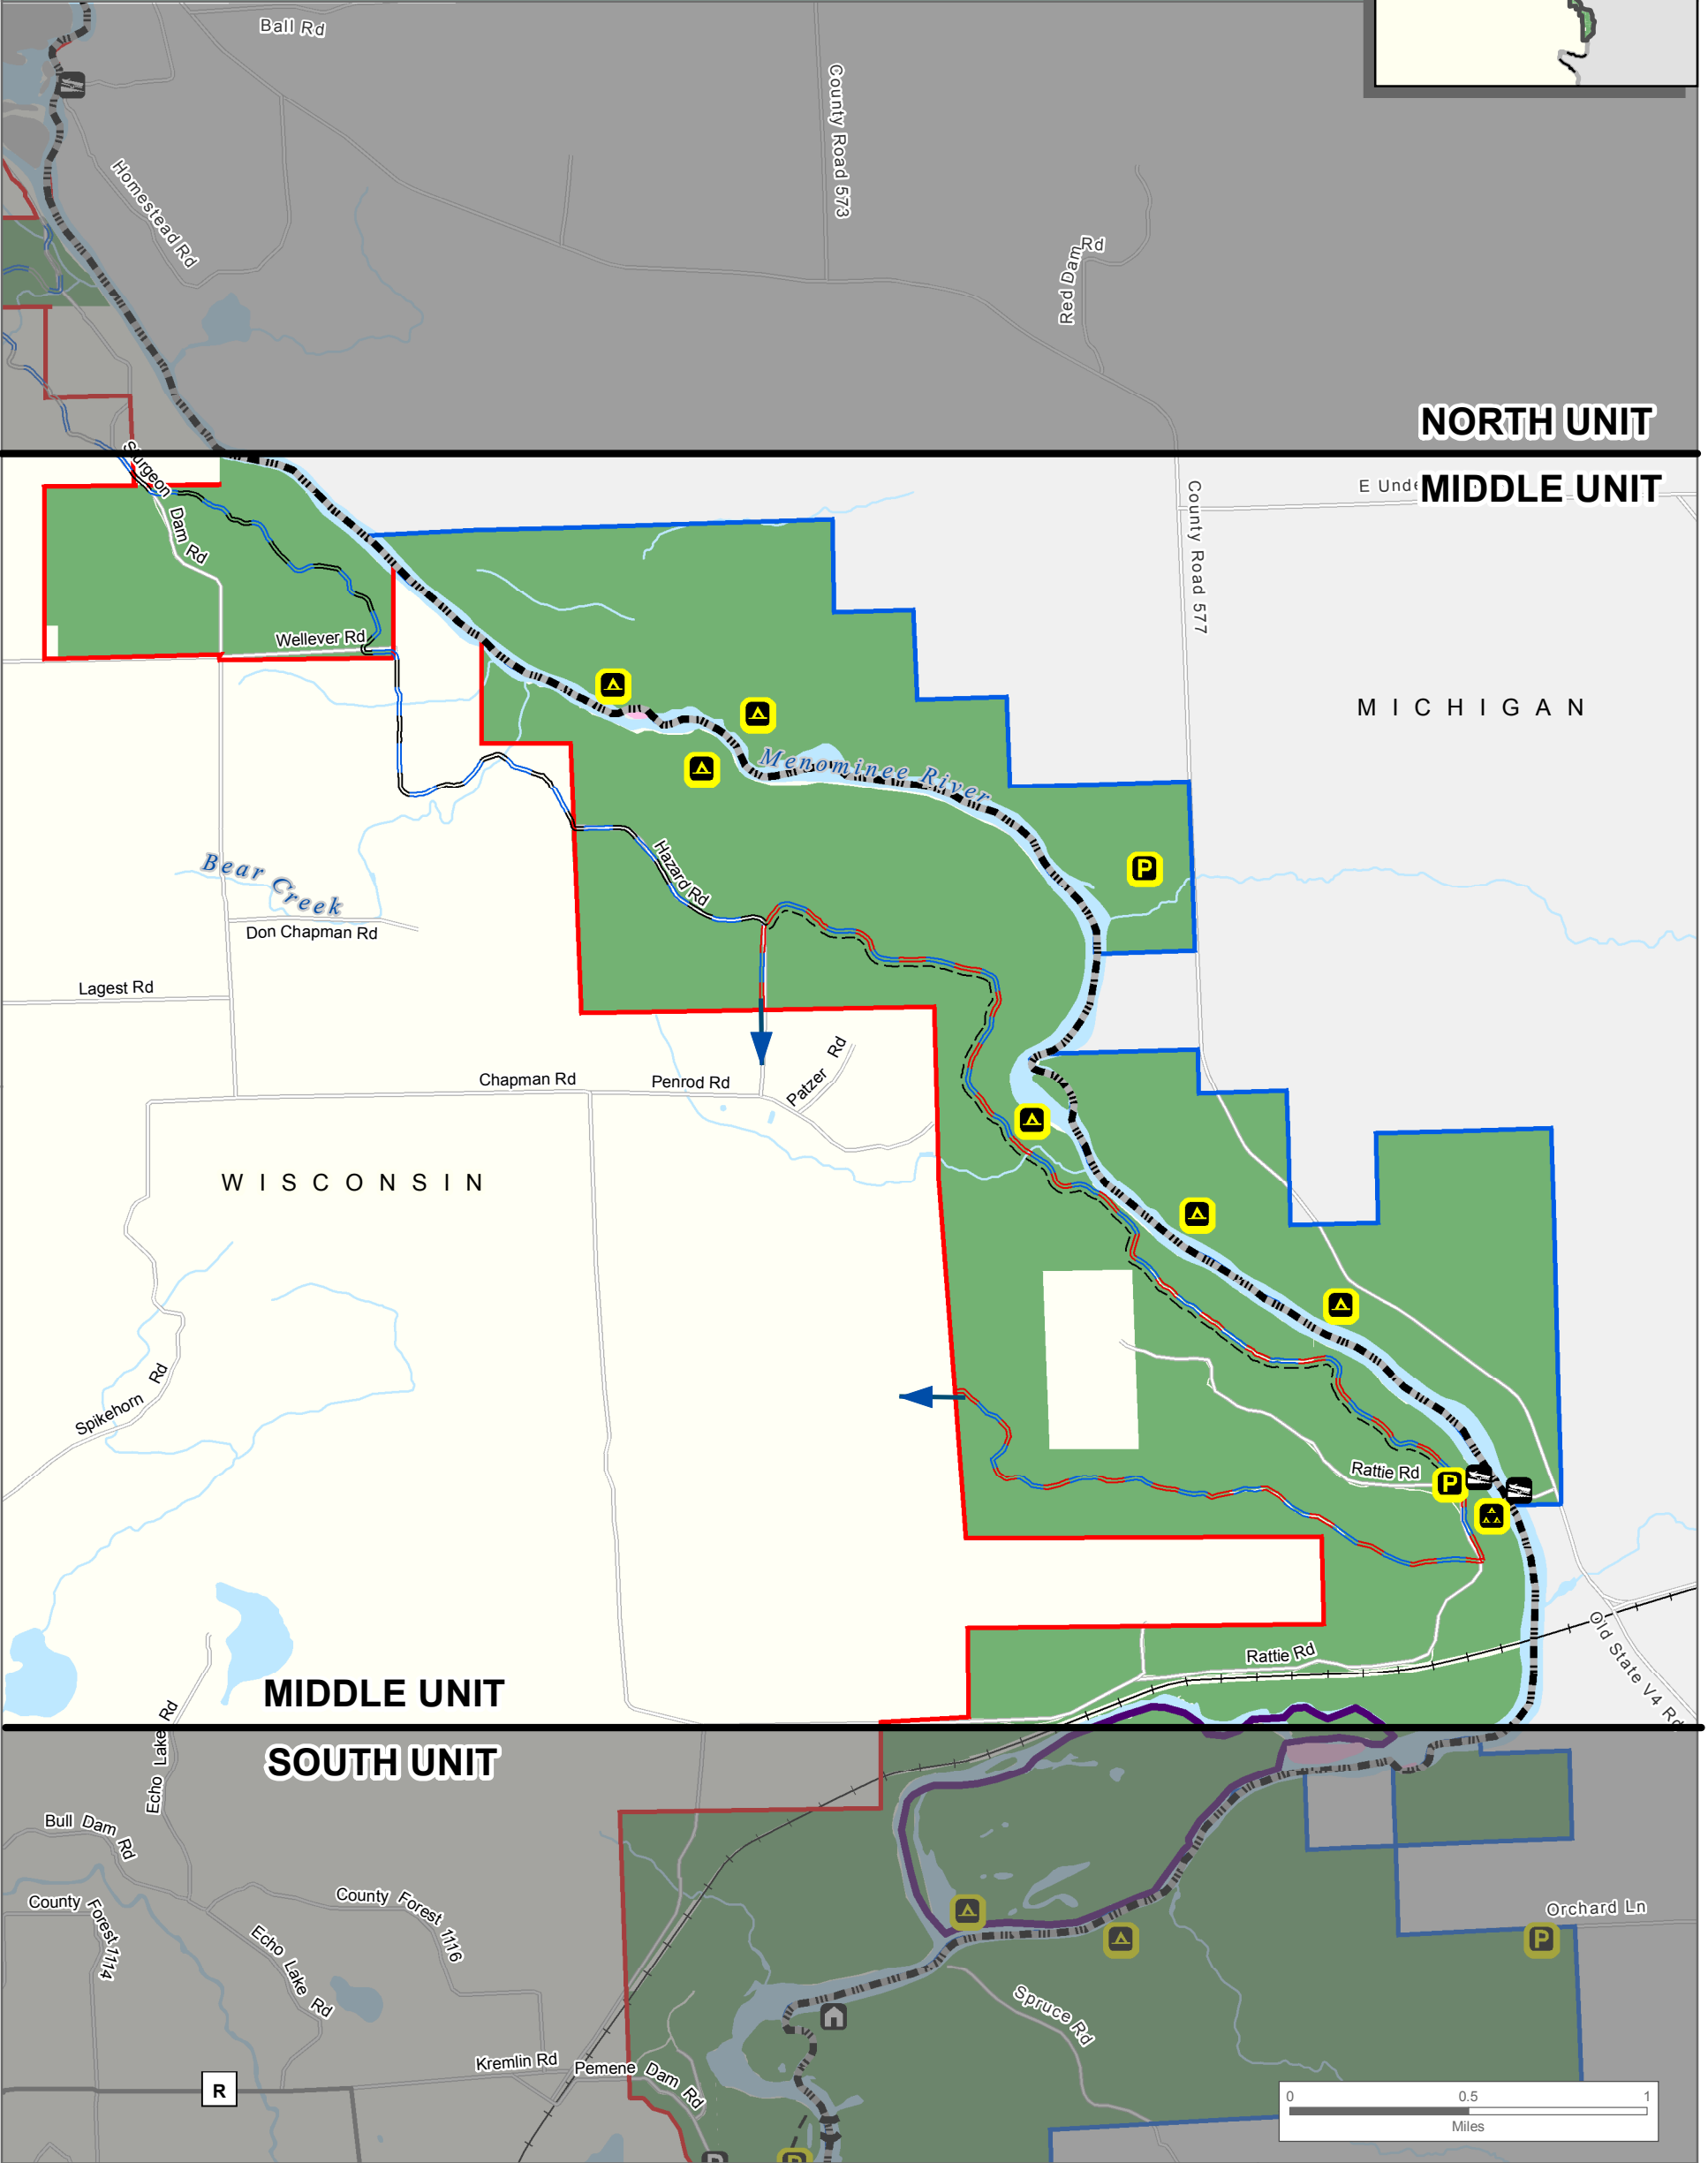 Ball Rd
County Road 573
Homestead Rd
Red Dam Rd
NORTH UNIT
MIDDLE UNIT
E Unde
Sturgeon
Dam Rd
County Road 577
Wellever Rd
MICHIGAN
Menominee River
P
Hazard Rd
Bear Creek
Don Chapman Rd
Lagest Rd
Chapman Rd
Penrod Rd
Patzer Rd
WISCONSIN
Spikehorn Rd
Rattie Rd
P
Rattie Rd
Old State V4 Rd
MIDDLE UNIT
SOUTH UNIT
Echo Lake Rd
Bull Dam Rd
County Forest 1114
County Forest 1116
Echo Lake Rd
Orchard Ln
P
Spruce Rd
Kremlin Rd
Pemene Dam Rd
R
0 0.5 1
Miles
P
P